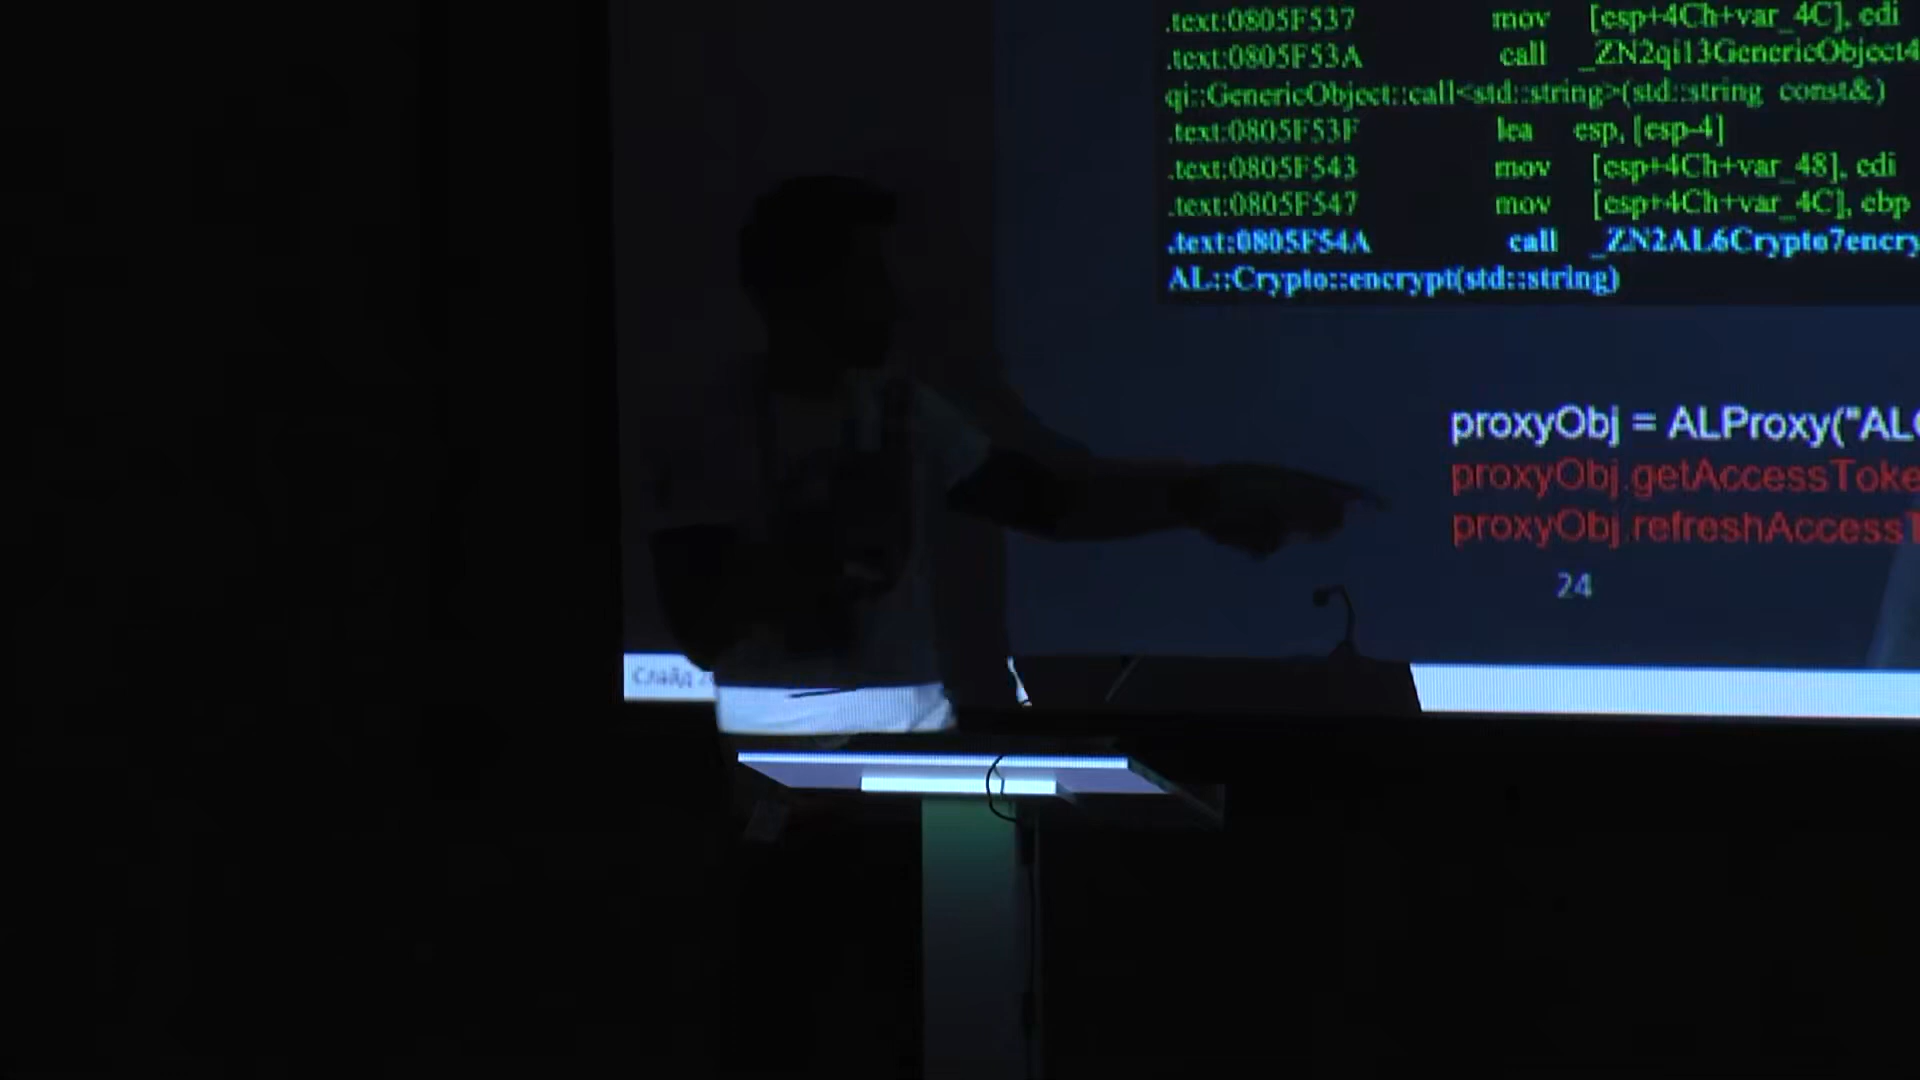 .text:0805F537 mov [esp+4Ch+var_4C], edi
.text:0805F53A call _ZN2qi13GenericObject4
qi::GenericObject::call<std::string>(std::string const&)
.text:0805F53F lea esp, [esp-4]
.text:0805F543 mov [esp+4Ch+var_48], edi
.text:0805F547 mov [esp+4Ch+var_4C], ebp
.text:0805F54A call _ZN2AL6Crypto7encry
AL::Crypto::encrypt(std::string)
proxyObj = ALProxy("AL
proxyObj.getAccessToke
proxyObj.refreshAccessT
24
Слайд